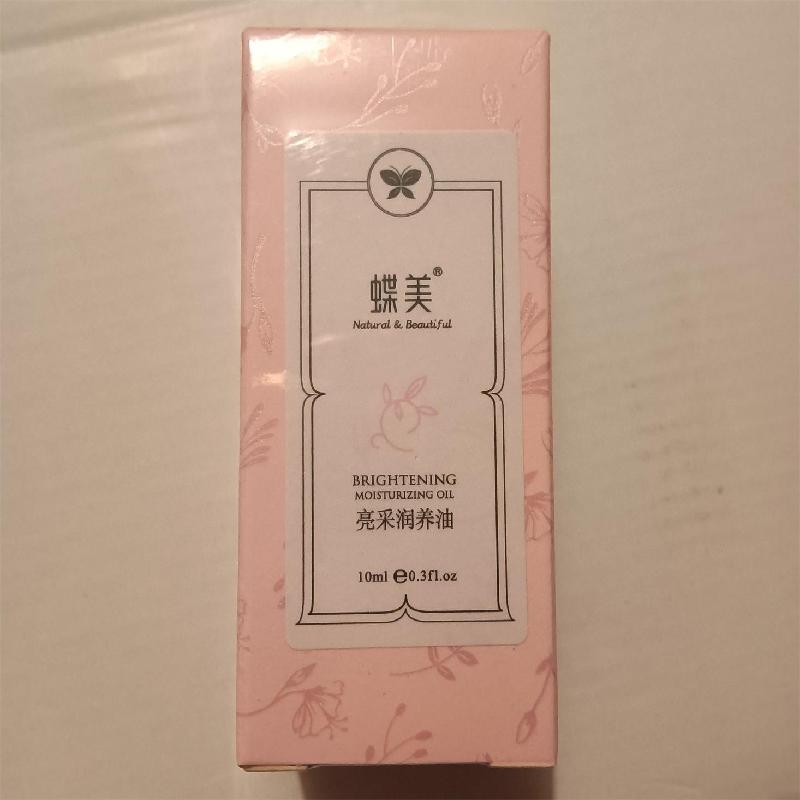 蝶美®
Natural & Beautiful
BRIGHTENING
MOISTURIZING OIL
亮采润养油
10ml ℮0.3fl.oz